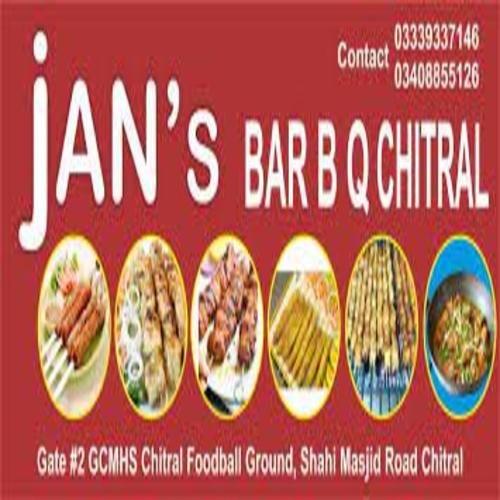 Contact 03339337146
03408855126
jAN's BAR B Q CHITRAL
Gate #2 GCMHS Chitral Foodball Ground, Shahi Masjid Road Chitral